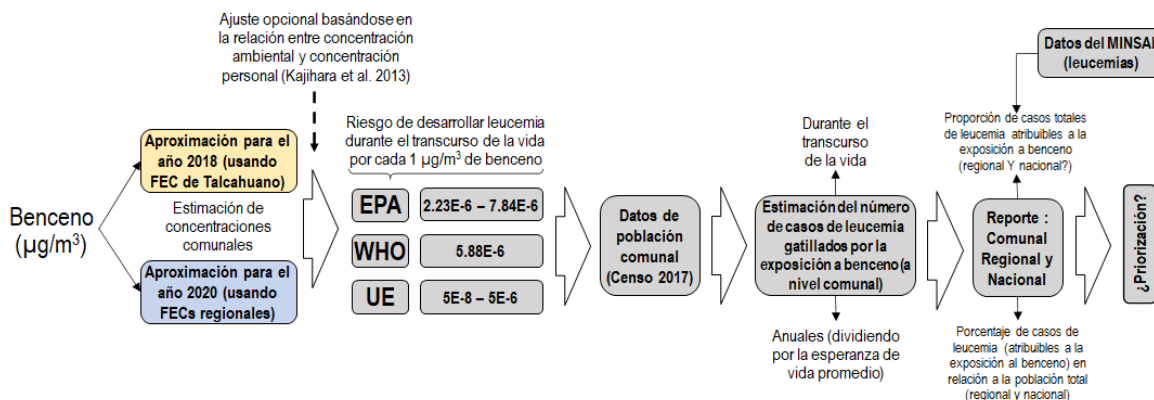 Ajuste opcional basándose en
la relación entre concentración
ambiental y concentración
personal (Kajihara et al. 2013)
Datos del MINSAL
(leucemias)
Riesgo de desarrollar leucemia
durante el transcurso de la vida
por cada 1 µg/m³ de benceno
Durante el
transcurso
de la vida
Proporción de casos totales
de leucemia atribuibles a la
exposición a benceno
(regional Y nacional?)
Benceno
(µg/m³)
Aproximación para el
año 2018 (usando
FEC de Talcahuano)
Estimación de
concentraciones
comunales
Aproximación para el
año 2020 (usando
FECs regionales)
EPA
2.23E-6 – 7.84E-6
WHO
5.88E-6
UE
5E-8 – 5E-6
Datos de
población
comunal
(Censo 2017)
Estimación del número
de casos de leucemia
gatillados por la
exposición a benceno (a
nivel comunal)
Reporte :
Comunal
Regional y
Nacional
¿Priorización?
Anuales (dividiendo
por la esperanza de
vida promedio)
Porcentaje de casos de
leucemia (atribuibles a la
exposición al benceno) en
relación a la población total
(regional y nacional)